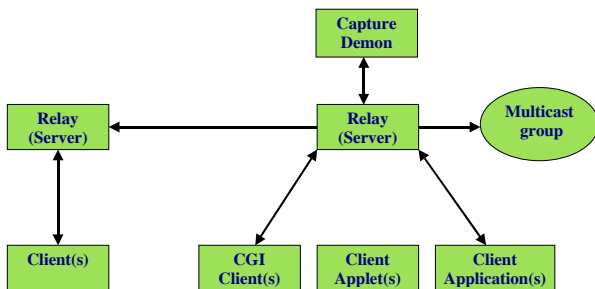 Capture
Demon
Relay
(Server)
Relay
(Server)
Multicast
group
Client(s)
CGI
Client(s)
Client
Applet(s)
Client
Application(s)